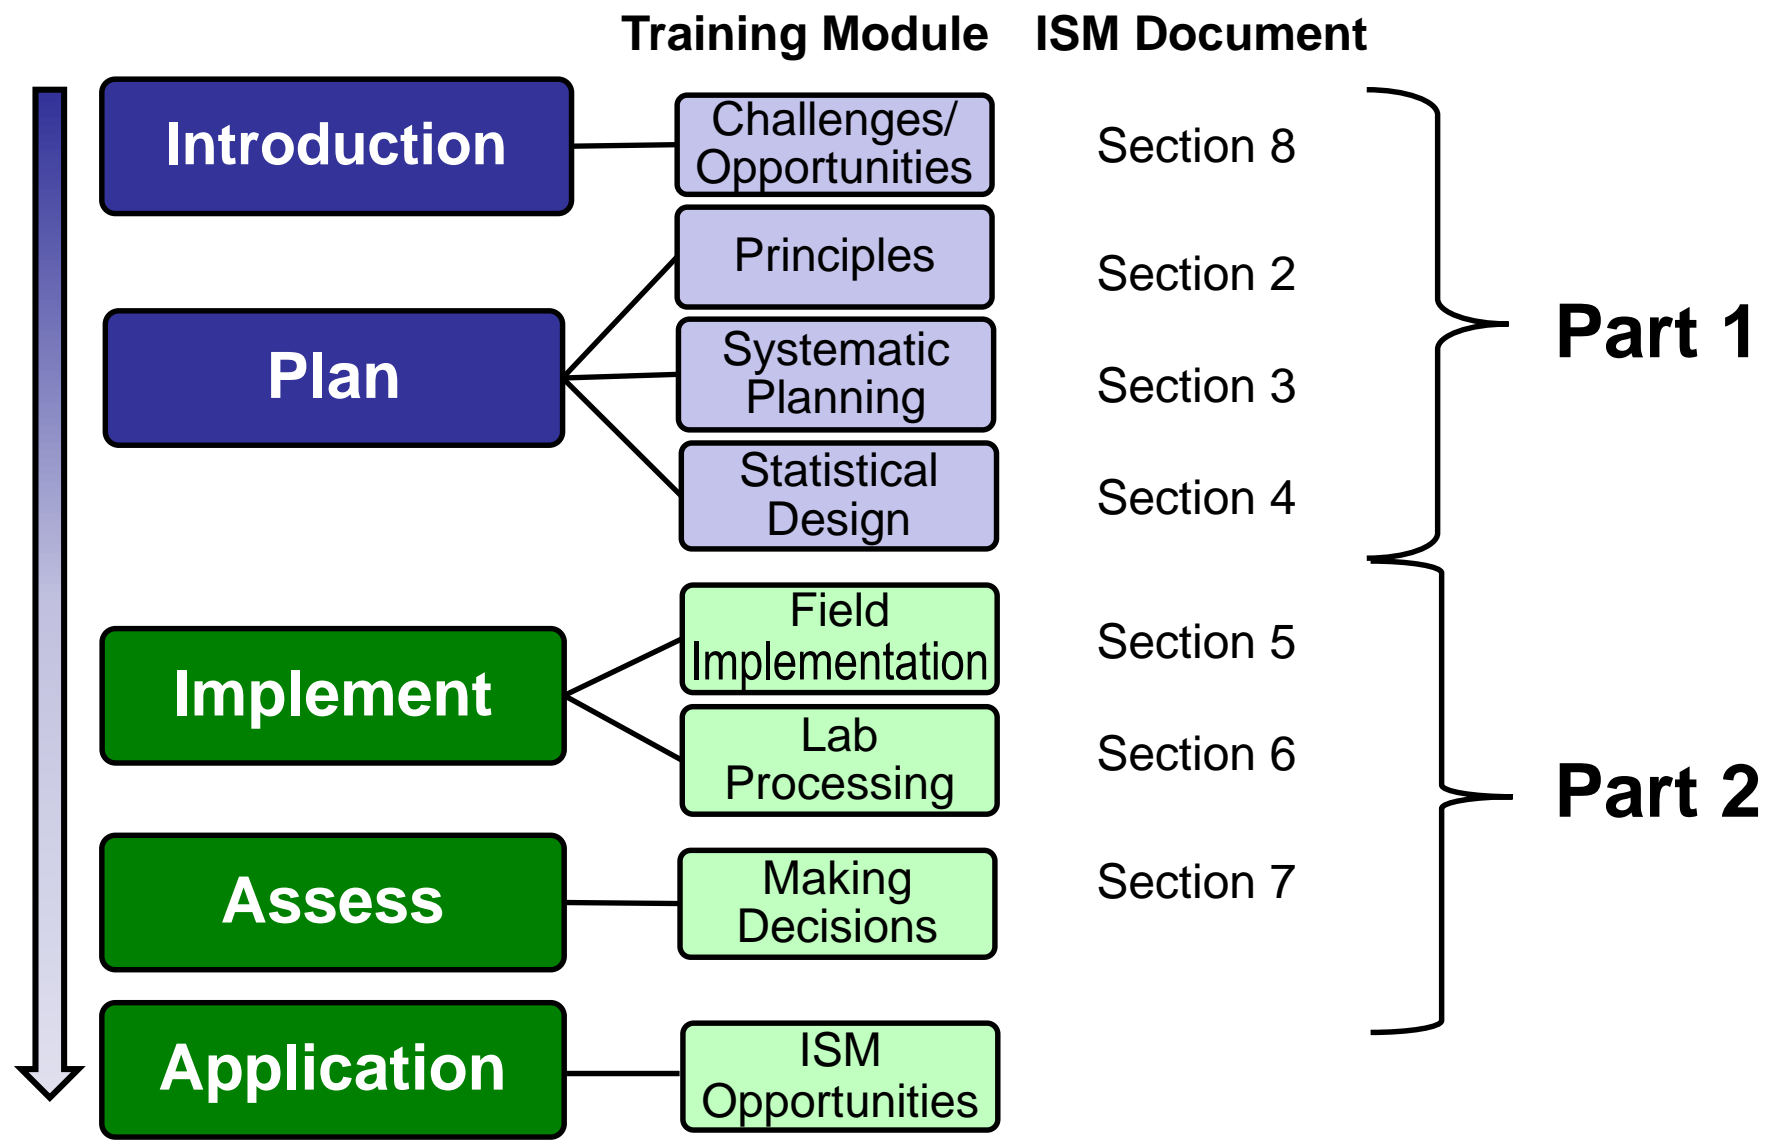 Training Module ISM Document
Introduction
Challenges/
Opportunities
Section 8
Plan
Principles
Section 2
Systematic
Planning
Section 3
Statistical
Design
Section 4
Part 1
Implement
Field
Implementation
Section 5
Lab
Processing
Section 6
Assess
Making
Decisions
Section 7
Application
ISM
Opportunities
Part 2